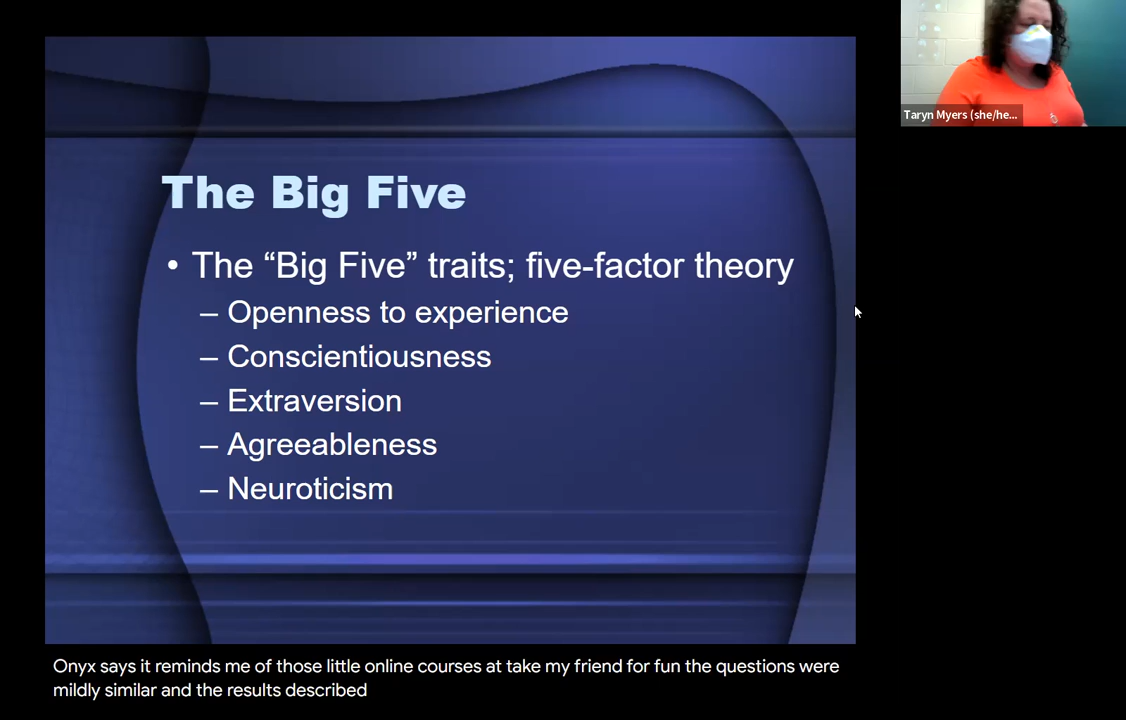 Taryn Myers (she/he...
The Big Five
• The “Big Five” traits; five-factor theory
– Openness to experience
– Conscientiousness
– Extraversion
– Agreeableness
– Neuroticism
Onyx says it reminds me of those little online courses at take my friend for fun the questions were
mildly similar and the results described